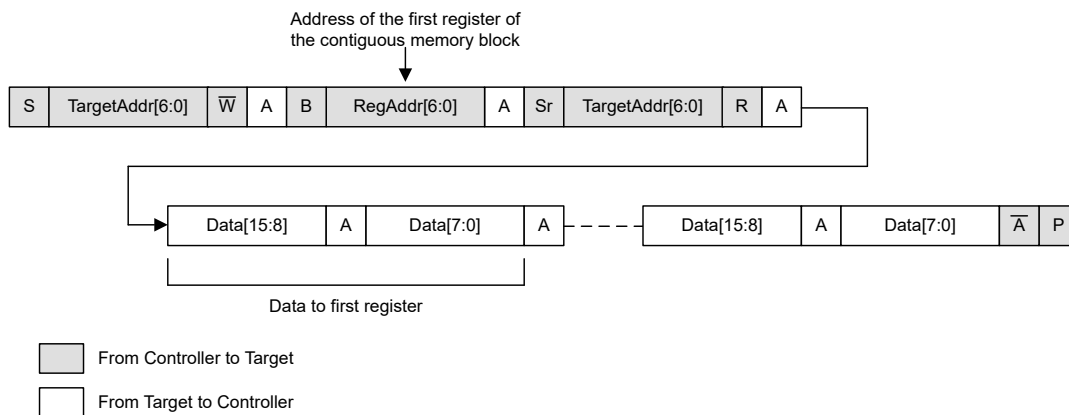 Address of the first register of
the contiguous memory block
S TargetAddr[6:0] W̅ A B RegAddr[6:0] A Sr TargetAddr[6:0] R A
Data[15:8] A Data[7:0] A Data[15:8] A Data[7:0] A̅ P
Data to first register
From Controller to Target
From Target to Controller